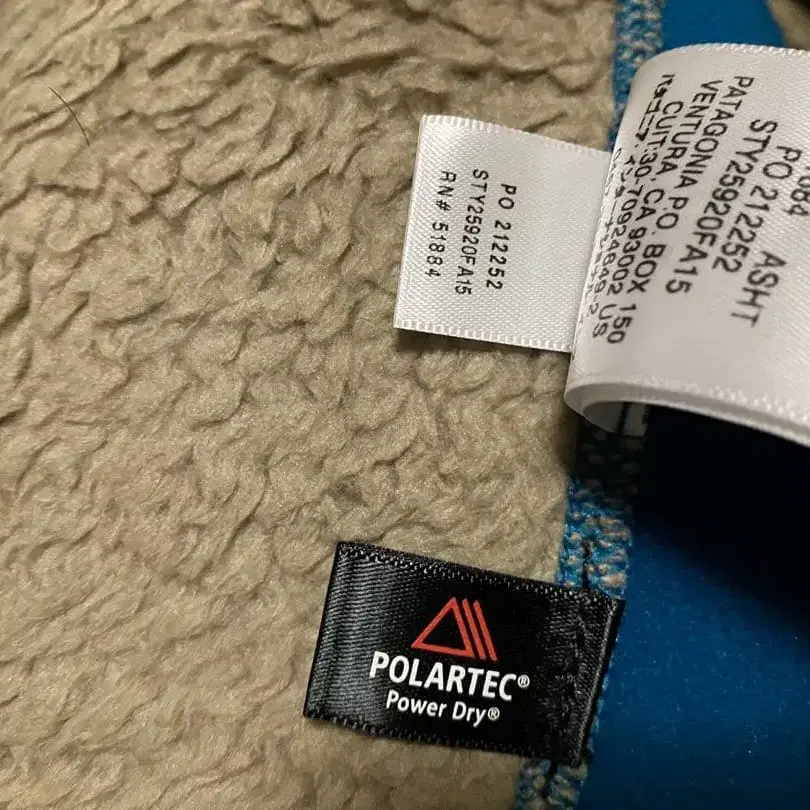 PO 212252
STY25920FA15
RN# 51884
ASHT
PO 212252
STY25920FA15
PATAGONIA P.O. BOX 150
VENTURA, CA 93002 US
POLARTEC®
Power Dry®